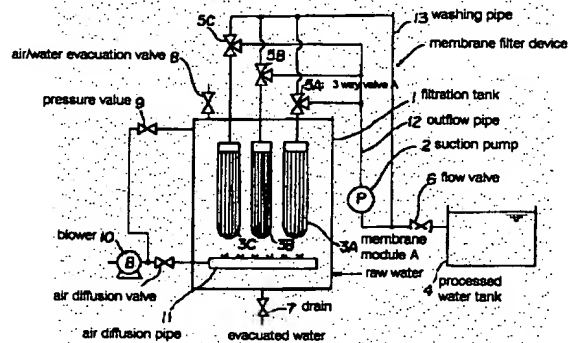 5C
13 washing pipe
membrane filter device
5B
air/water evacuation valve 8
5A 3 way valve A
1 filtration tank
pressure value 9
12 outflow pipe
2 suction pump
P
6 flow valve
blower 10
B
3C
3B
3A
membrane module A
raw water
4 processed water tank
air diffusion valve
11
7 drain
air diffusion pipe
evacuated water